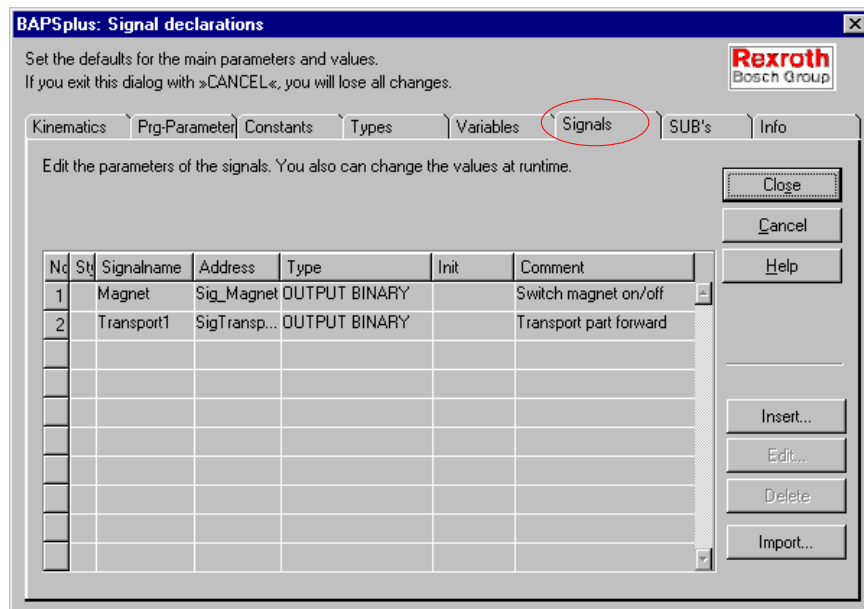 BAPSplus: Signal declarations
Set the defaults for the main parameters and values.
If you exit this dialog with »CANCEL«, you will lose all changes.
Rexroth
Bosch Group
Kinematics Prg-Parameter Constants Types Variables Signals SUB's Info
Edit the parameters of the signals. You also can change the values at runtime.
Close
Cancel
Help
No Sty Signalname Address Type Init Comment
1 Magnet Sig_Magnet OUTPUT BINARY Switch magnet on/off
2 Transport1 SigTransp... OUTPUT BINARY Transport part forward
Insert...
Edit...
Delete
Import...